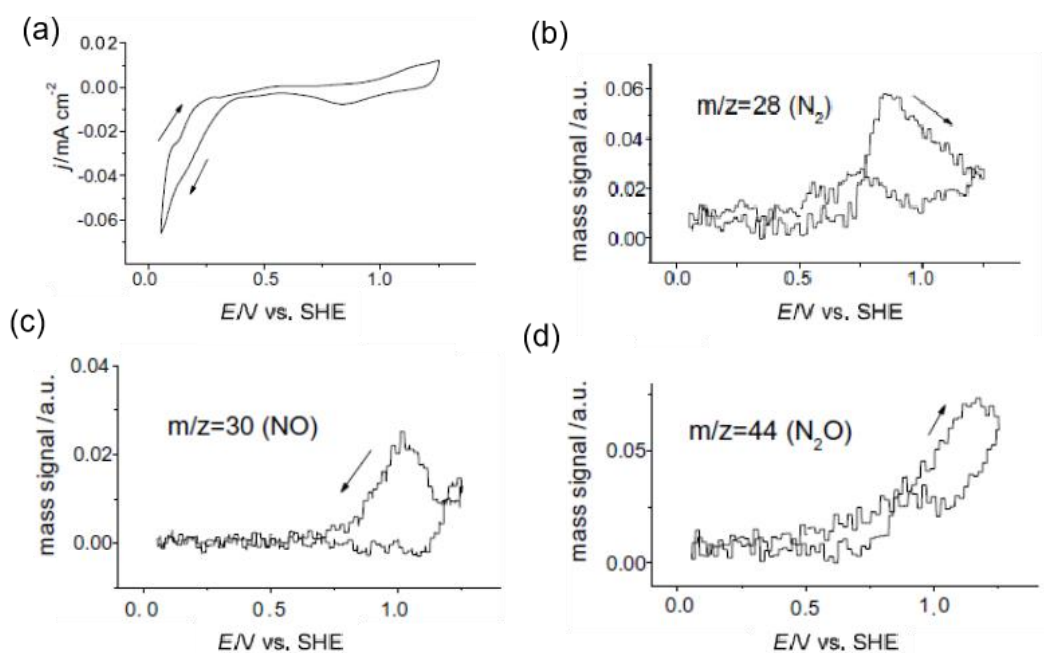 (a)
0.02
0.00
-0.02
-0.04
-0.06
j/mA cm⁻²
0.0 0.5 1.0
E/V vs. SHE
(b)
0.06
0.04
0.02
0.00
mass signal /a.u.
m/z=28 (N₂)
0.0 0.5 1.0
E/V vs. SHE
(c)
0.04
0.02
0.00
mass signal /a.u.
m/z=30 (NO)
0.0 0.5 1.0
E/V vs. SHE
(d)
0.05
0.00
mass signal /a.u.
m/z=44 (N₂O)
0.0 0.5 1.0
E/V vs. SHE